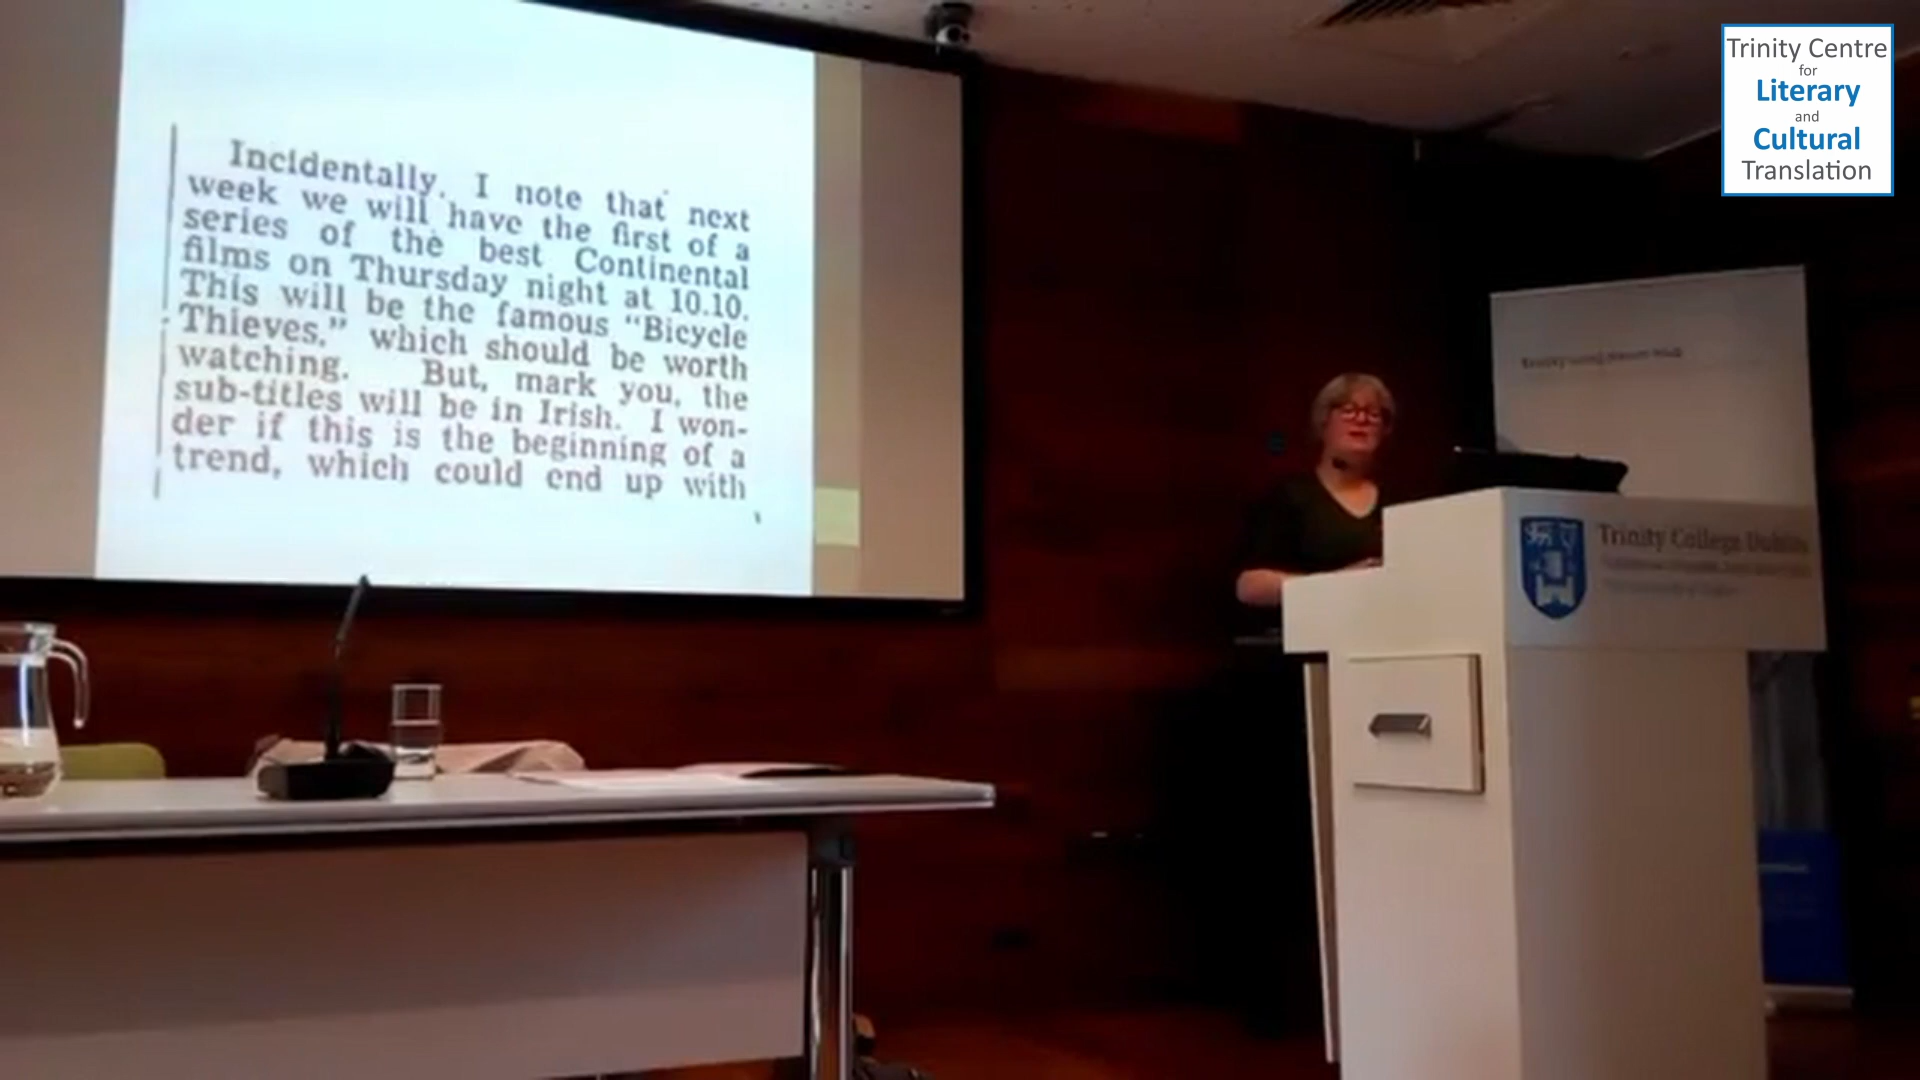 Incidentally, I note that next
week we will have the first of a
series of the best Continental
films on Thursday night at 10.10.
This will be the famous "Bicycle
Thieves," which should be worth
watching. But, mark you, the
sub-titles will be in Irish. I won-
der if this is the beginning of a
trend, which could end up with
Trinity Centre
for
Literary
and
Cultural
Translation
Trinity College Dublin